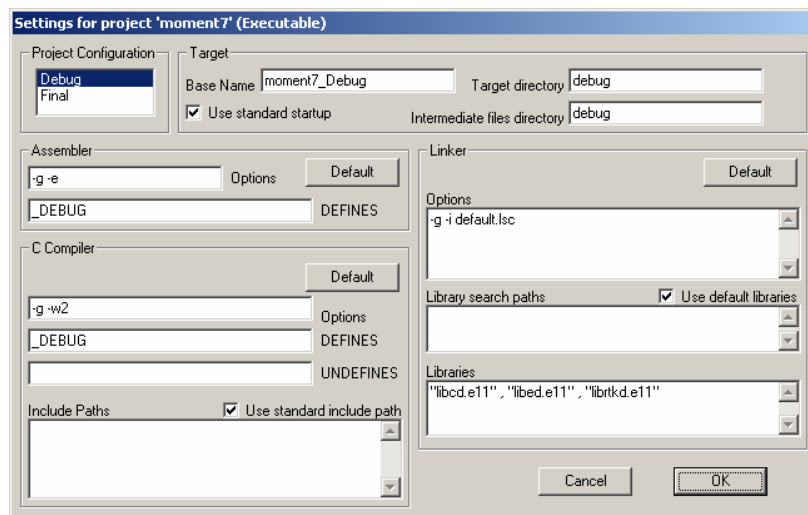 Settings for project 'moment7' (Executable)
Project Configuration
Debug
Final
Target
Base Name moment7_Debug
Target directory debug
Use standard startup
Intermediate files directory debug
Assembler
-g -e Options Default
_DEBUG DEFINES
C Compiler
Default
-g -w2 Options
_DEBUG DEFINES
UNDEFINES
Include Paths Use standard include path
Linker
Default
Options
-g -i default.lsc
Library search paths Use default libraries
Libraries
"libcd.e11" , "libed.e11" , "librtkd.e11"
Cancel OK